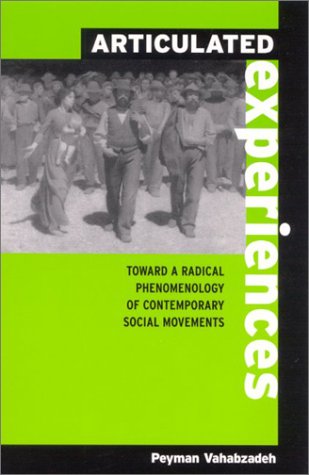 ARTICULATED
experiences
TOWARD A RADICAL
PHENOMENOLOGY
OF CONTEMPORARY
SOCIAL MOVEMENTS
Peyman Vahabzadeh